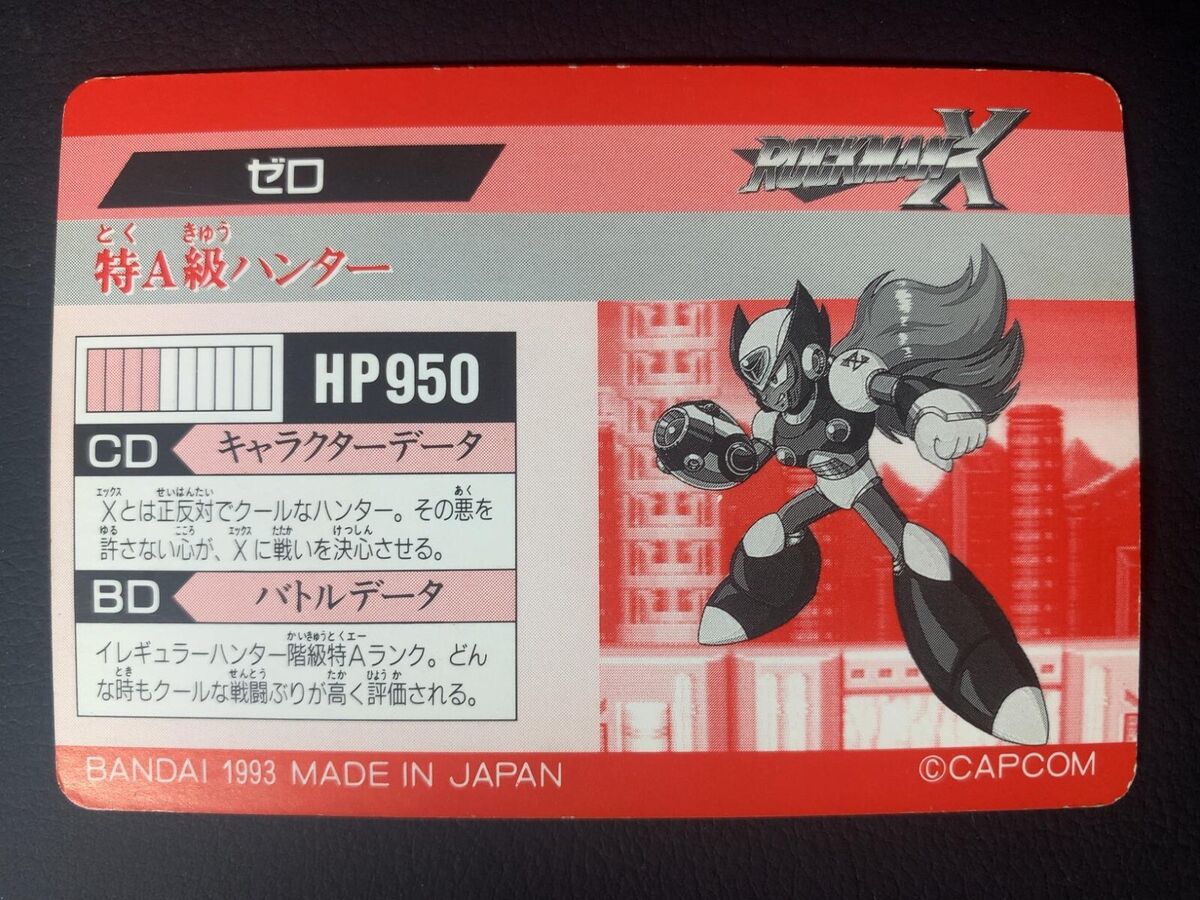 ゼロ
ROCKMAN X
とく きゅう
特A級ハンター
HP950
CD キャラクターデータ
エックス せいはんたい あく
Xとは正反対でクールなハンター。その悪を
ゆる こころ エックス たたか けっしん
許さない心が、Xに戦いを決心させる。
BD バトルデータ
かいきゅうとくエー
イレギュラーハンター階級特Aランク。どん
とき せんとう たか ひょうか
な時もクールな戦闘ぶりが高く評価される。
BANDAI 1993 MADE IN JAPAN
©CAPCOM